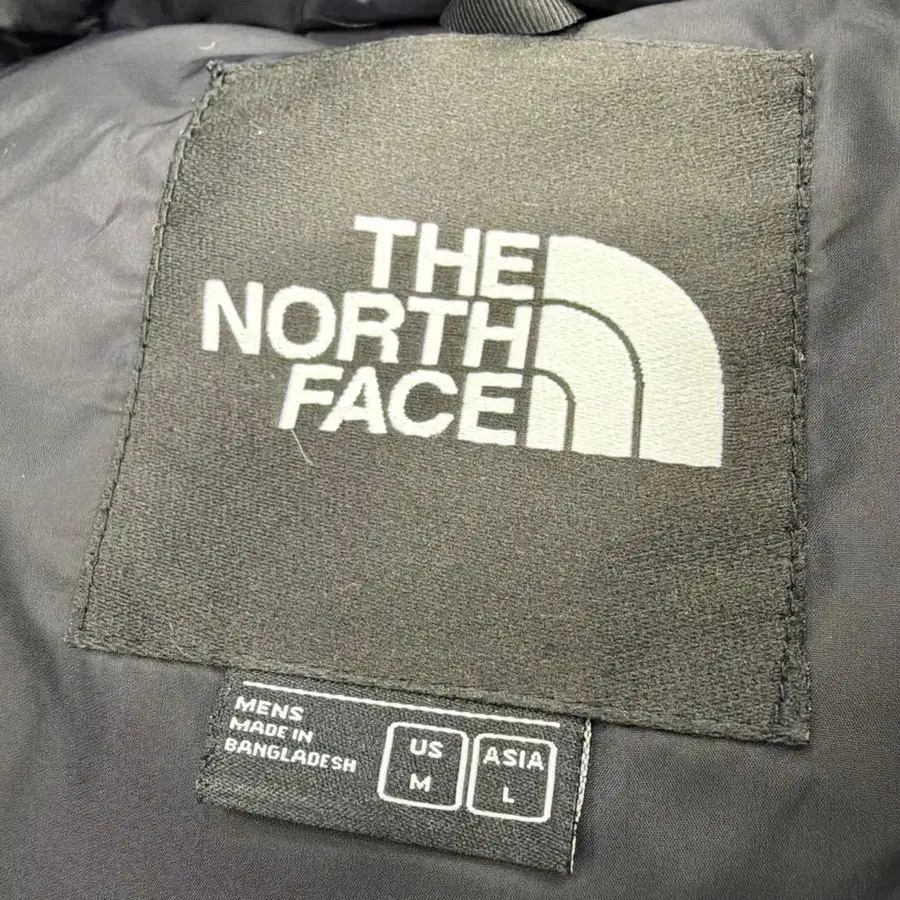 THE
NORTH
FACE
MENS
MADE IN
BANGLADESH
US
M
ASIA
L